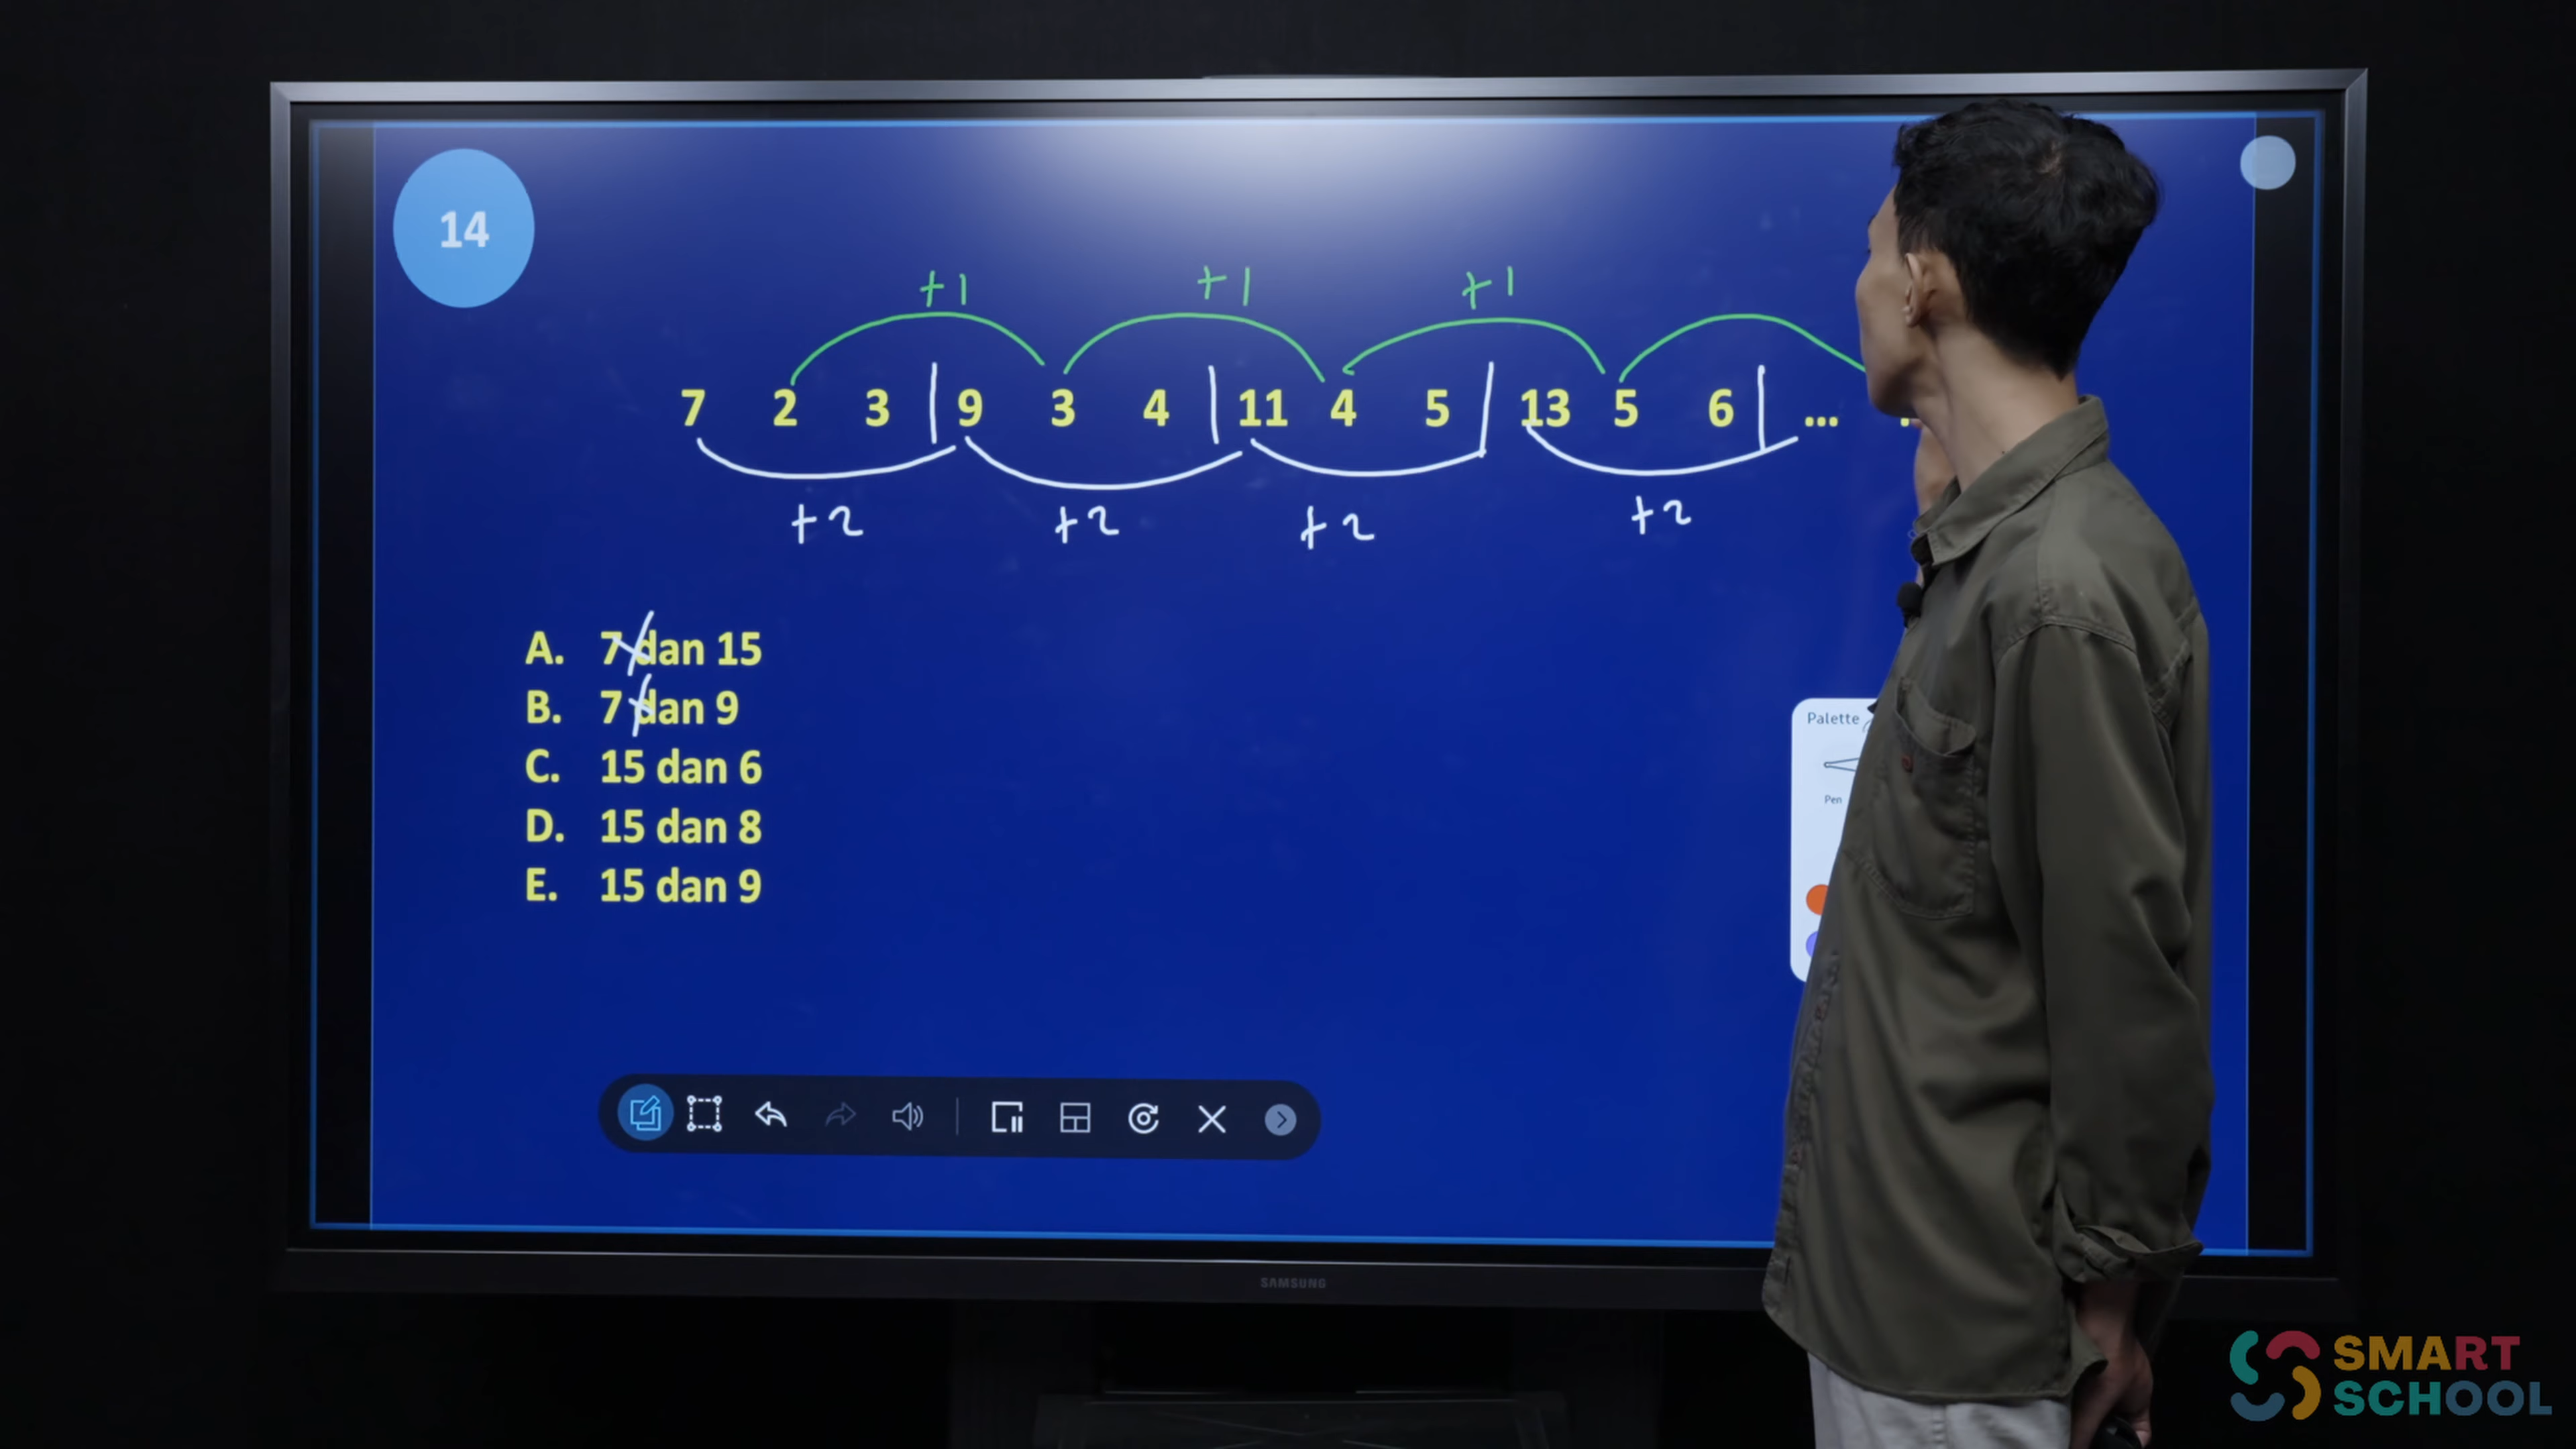 14
+1 +1 +1
7 2 3 | 9 3 4 | 11 4 5 | 13 5 6 | ...
+2 +2 +2 +2
A. 7 dan 15
B. 7 dan 9
C. 15 dan 6
D. 15 dan 8
E. 15 dan 9
Palette
Pen
SAMSUNG
SMART
SCHOOL